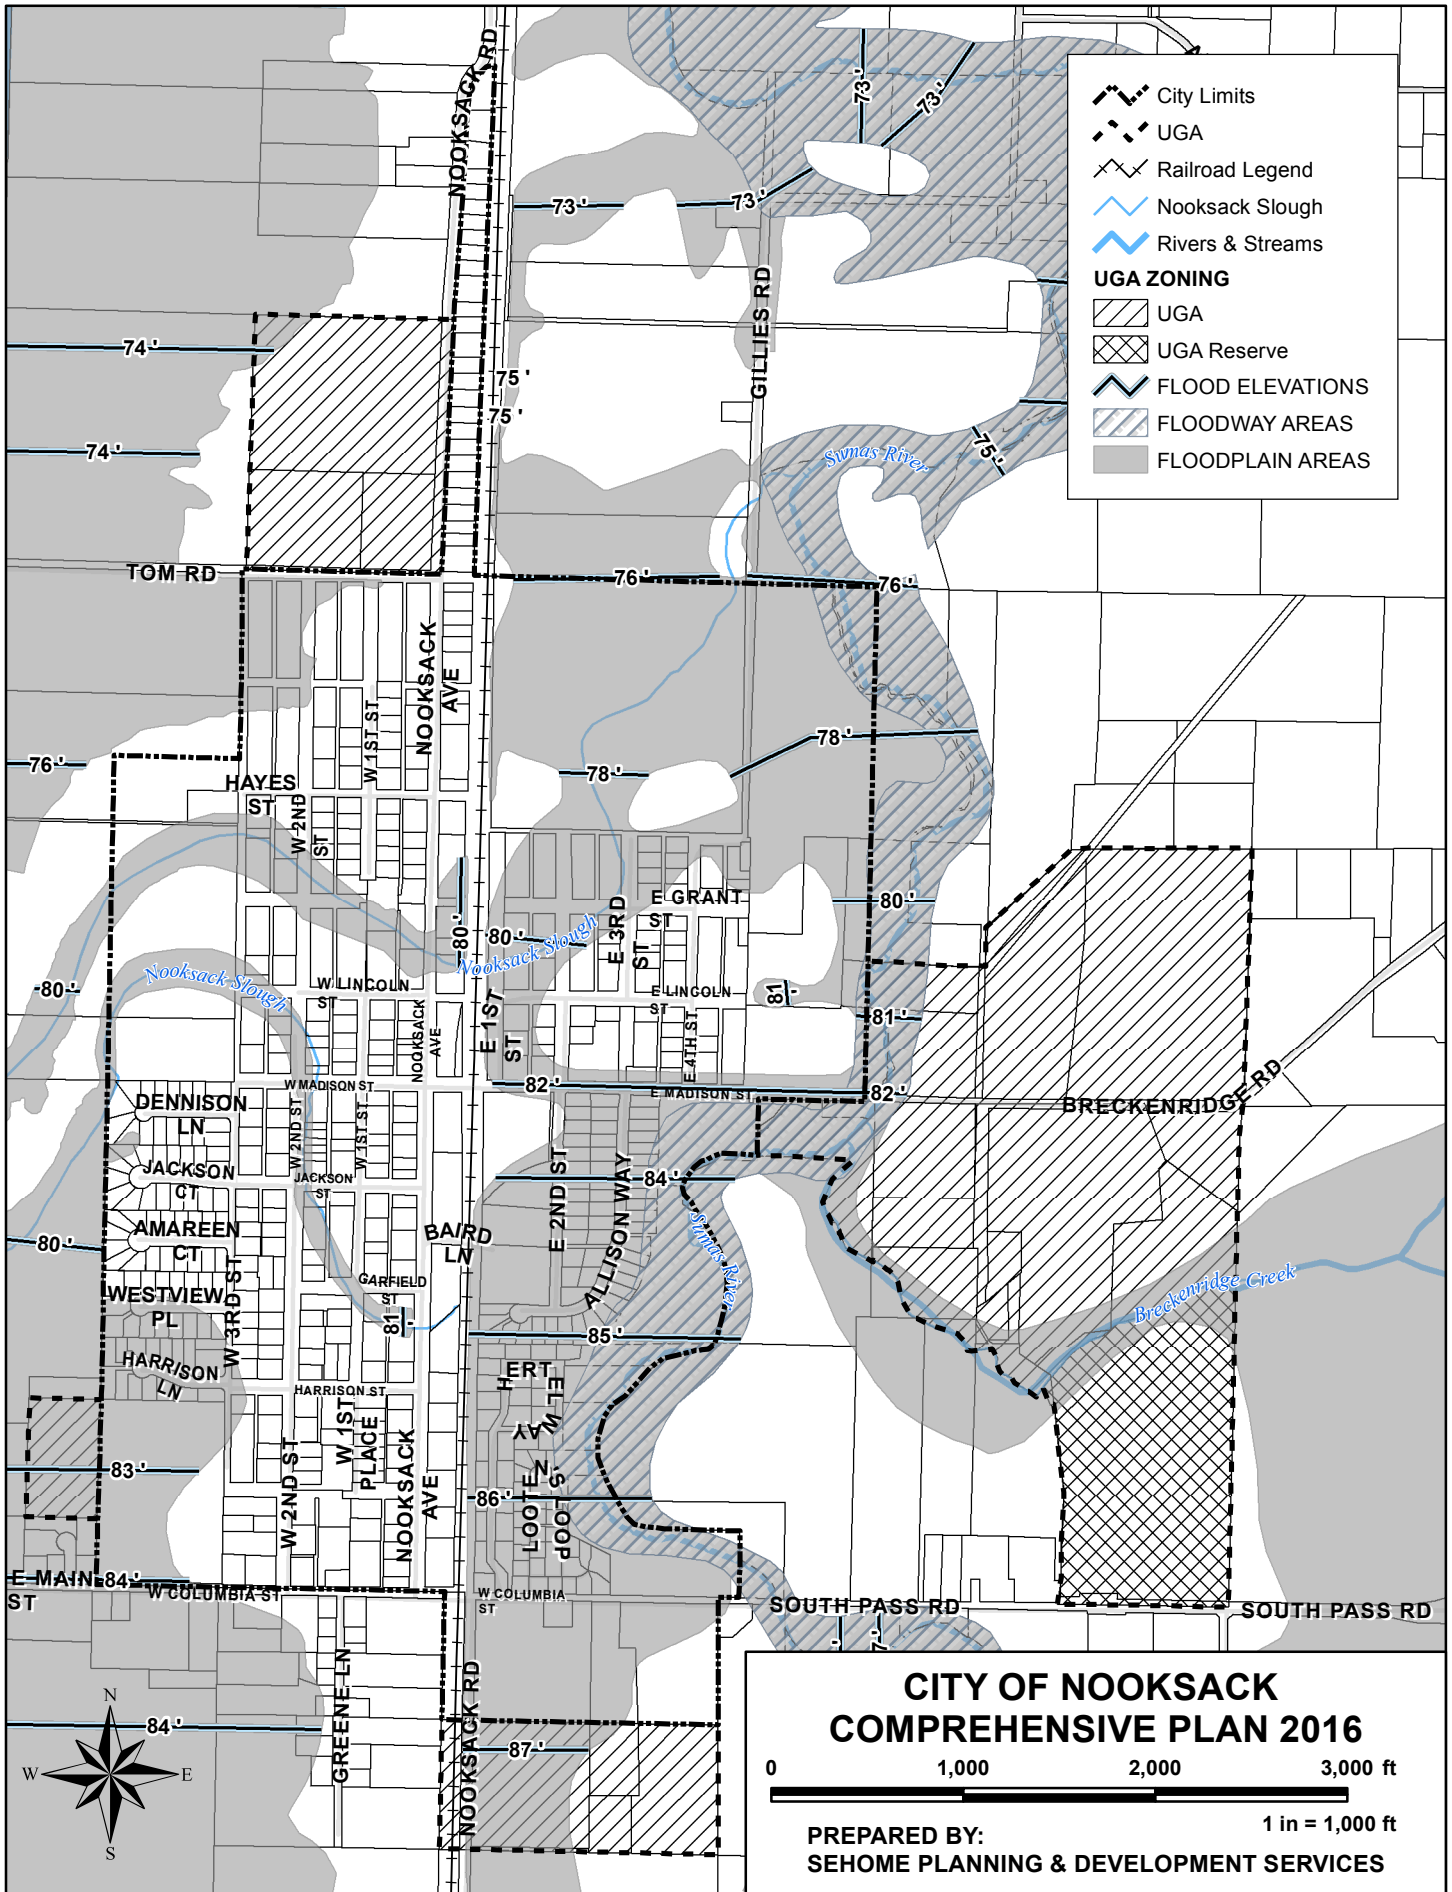 NOOKSACK RD
73'
73'
73'
73'
City Limits
UGA
Railroad Legend
Nooksack Slough
Rivers & Streams
UGA ZONING
UGA
UGA Reserve
FLOOD ELEVATIONS
FLOODWAY AREAS
FLOODPLAIN AREAS
GILLIES RD
74'
75'
75'
74'
Sumas River
75'
TOM RD
76'
76'
NOOKSACK
AVE
W 1ST ST
78'
76'
78'
HAYES
ST
W 2ND
ST
E GRANT
ST
80'
E 3RD
ST
80'
80'
Nooksack Slough
Nooksack Slough
80'
W LINCOLN
ST
E LINCOLN
ST
81'
81'
NOOKSACK
AVE
E 1ST
ST
E 4TH ST
W MADISON ST
82'
E MADISON ST
82'
BRECKENRIDGE RD
DENNISON
LN
W 2ND ST
W 1ST ST
JACKSON
CT
JACKSON
ST
E 2ND ST
ALLISON WAY
84'
AMAREEN
CT
BAIRD
LN
80'
Sumas River
Breckenridge Creek
WESTVIEW
PL
W 3RD ST
GARFIELD
ST
81'
85'
HARRISON
LN
HARRISON ST
HERTEL WAY
W 1ST
PLACE
83'
W 2ND ST
NOOKSACK
AVE
86'
LOOTEN'S LOOP
E MAIN
ST
84'
W COLUMBIA ST
W COLUMBIA
ST
SOUTH PASS RD
SOUTH PASS RD
7'
GREENE LN
NOOKSACK RD
84'
87'
N
W
E
S
CITY OF NOOKSACK
COMPREHENSIVE PLAN 2016
0 1,000 2,000 3,000 ft
1 in = 1,000 ft
PREPARED BY:
SEHOME PLANNING & DEVELOPMENT SERVICES